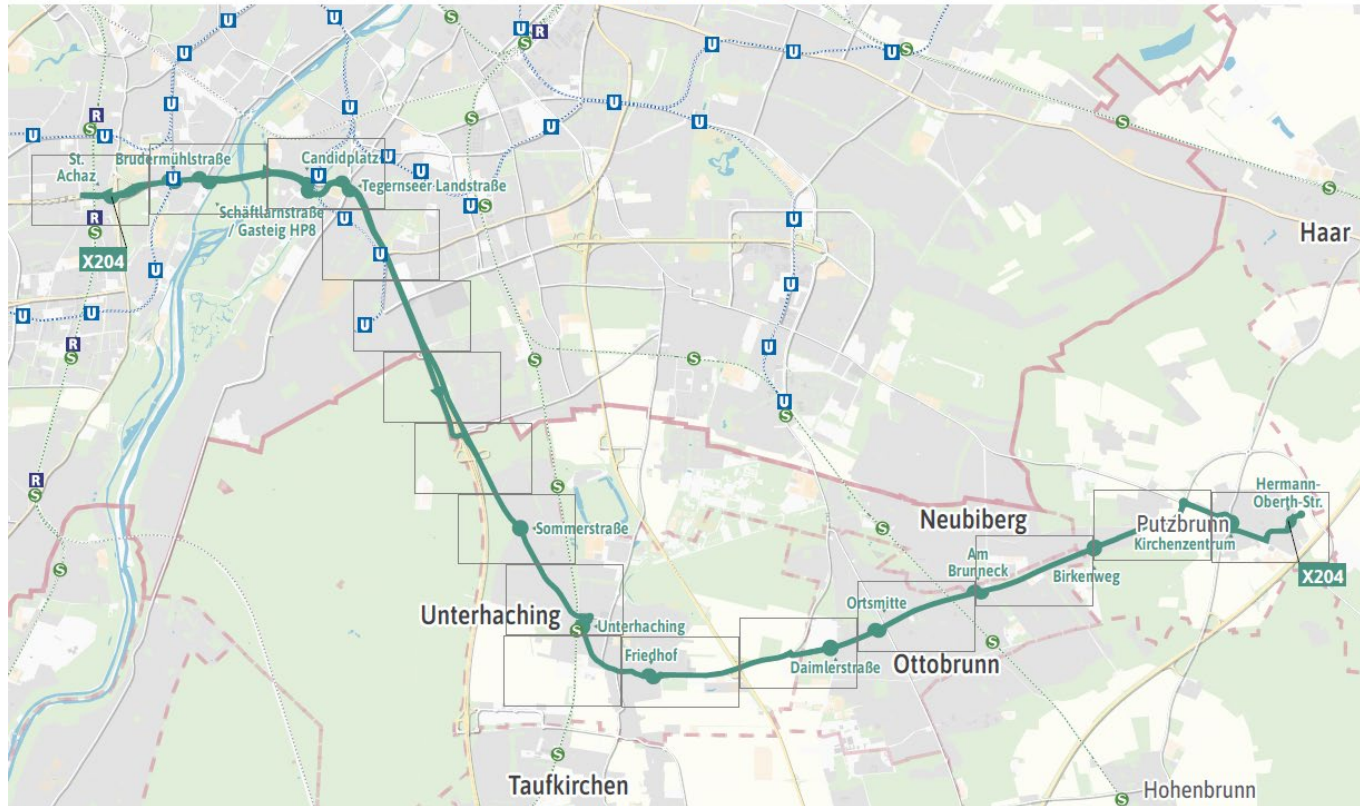 U
U
R
U
S
S
U
U
U
S
U
U
U
U
R
U
S
S
U
U
U
S
U
U
St.
Achaz
Brudermühlstraße
Candidplatz
U
U
S
U
U
Tegernseer Landstraße
Schäftlarnstraße
/ Gasteig HP8
U
S
R
S
U
U
Haar
X204
U
U
U
U
U
U
U
R
S
S
S
U
S
R
S
S
S
Sommerstraße
S
Neubiberg
Hermann-
Oberth-Str.
Putzbrunn
Kirchenzentrum
Am
Brunneck
Birkenweg
X204
S
Unterhaching
Unterhaching
S
Ortsmitte
S
Friedhof
Daimlerstraße
Ottobrunn
S
Taufkirchen
Hohenbrunn
S